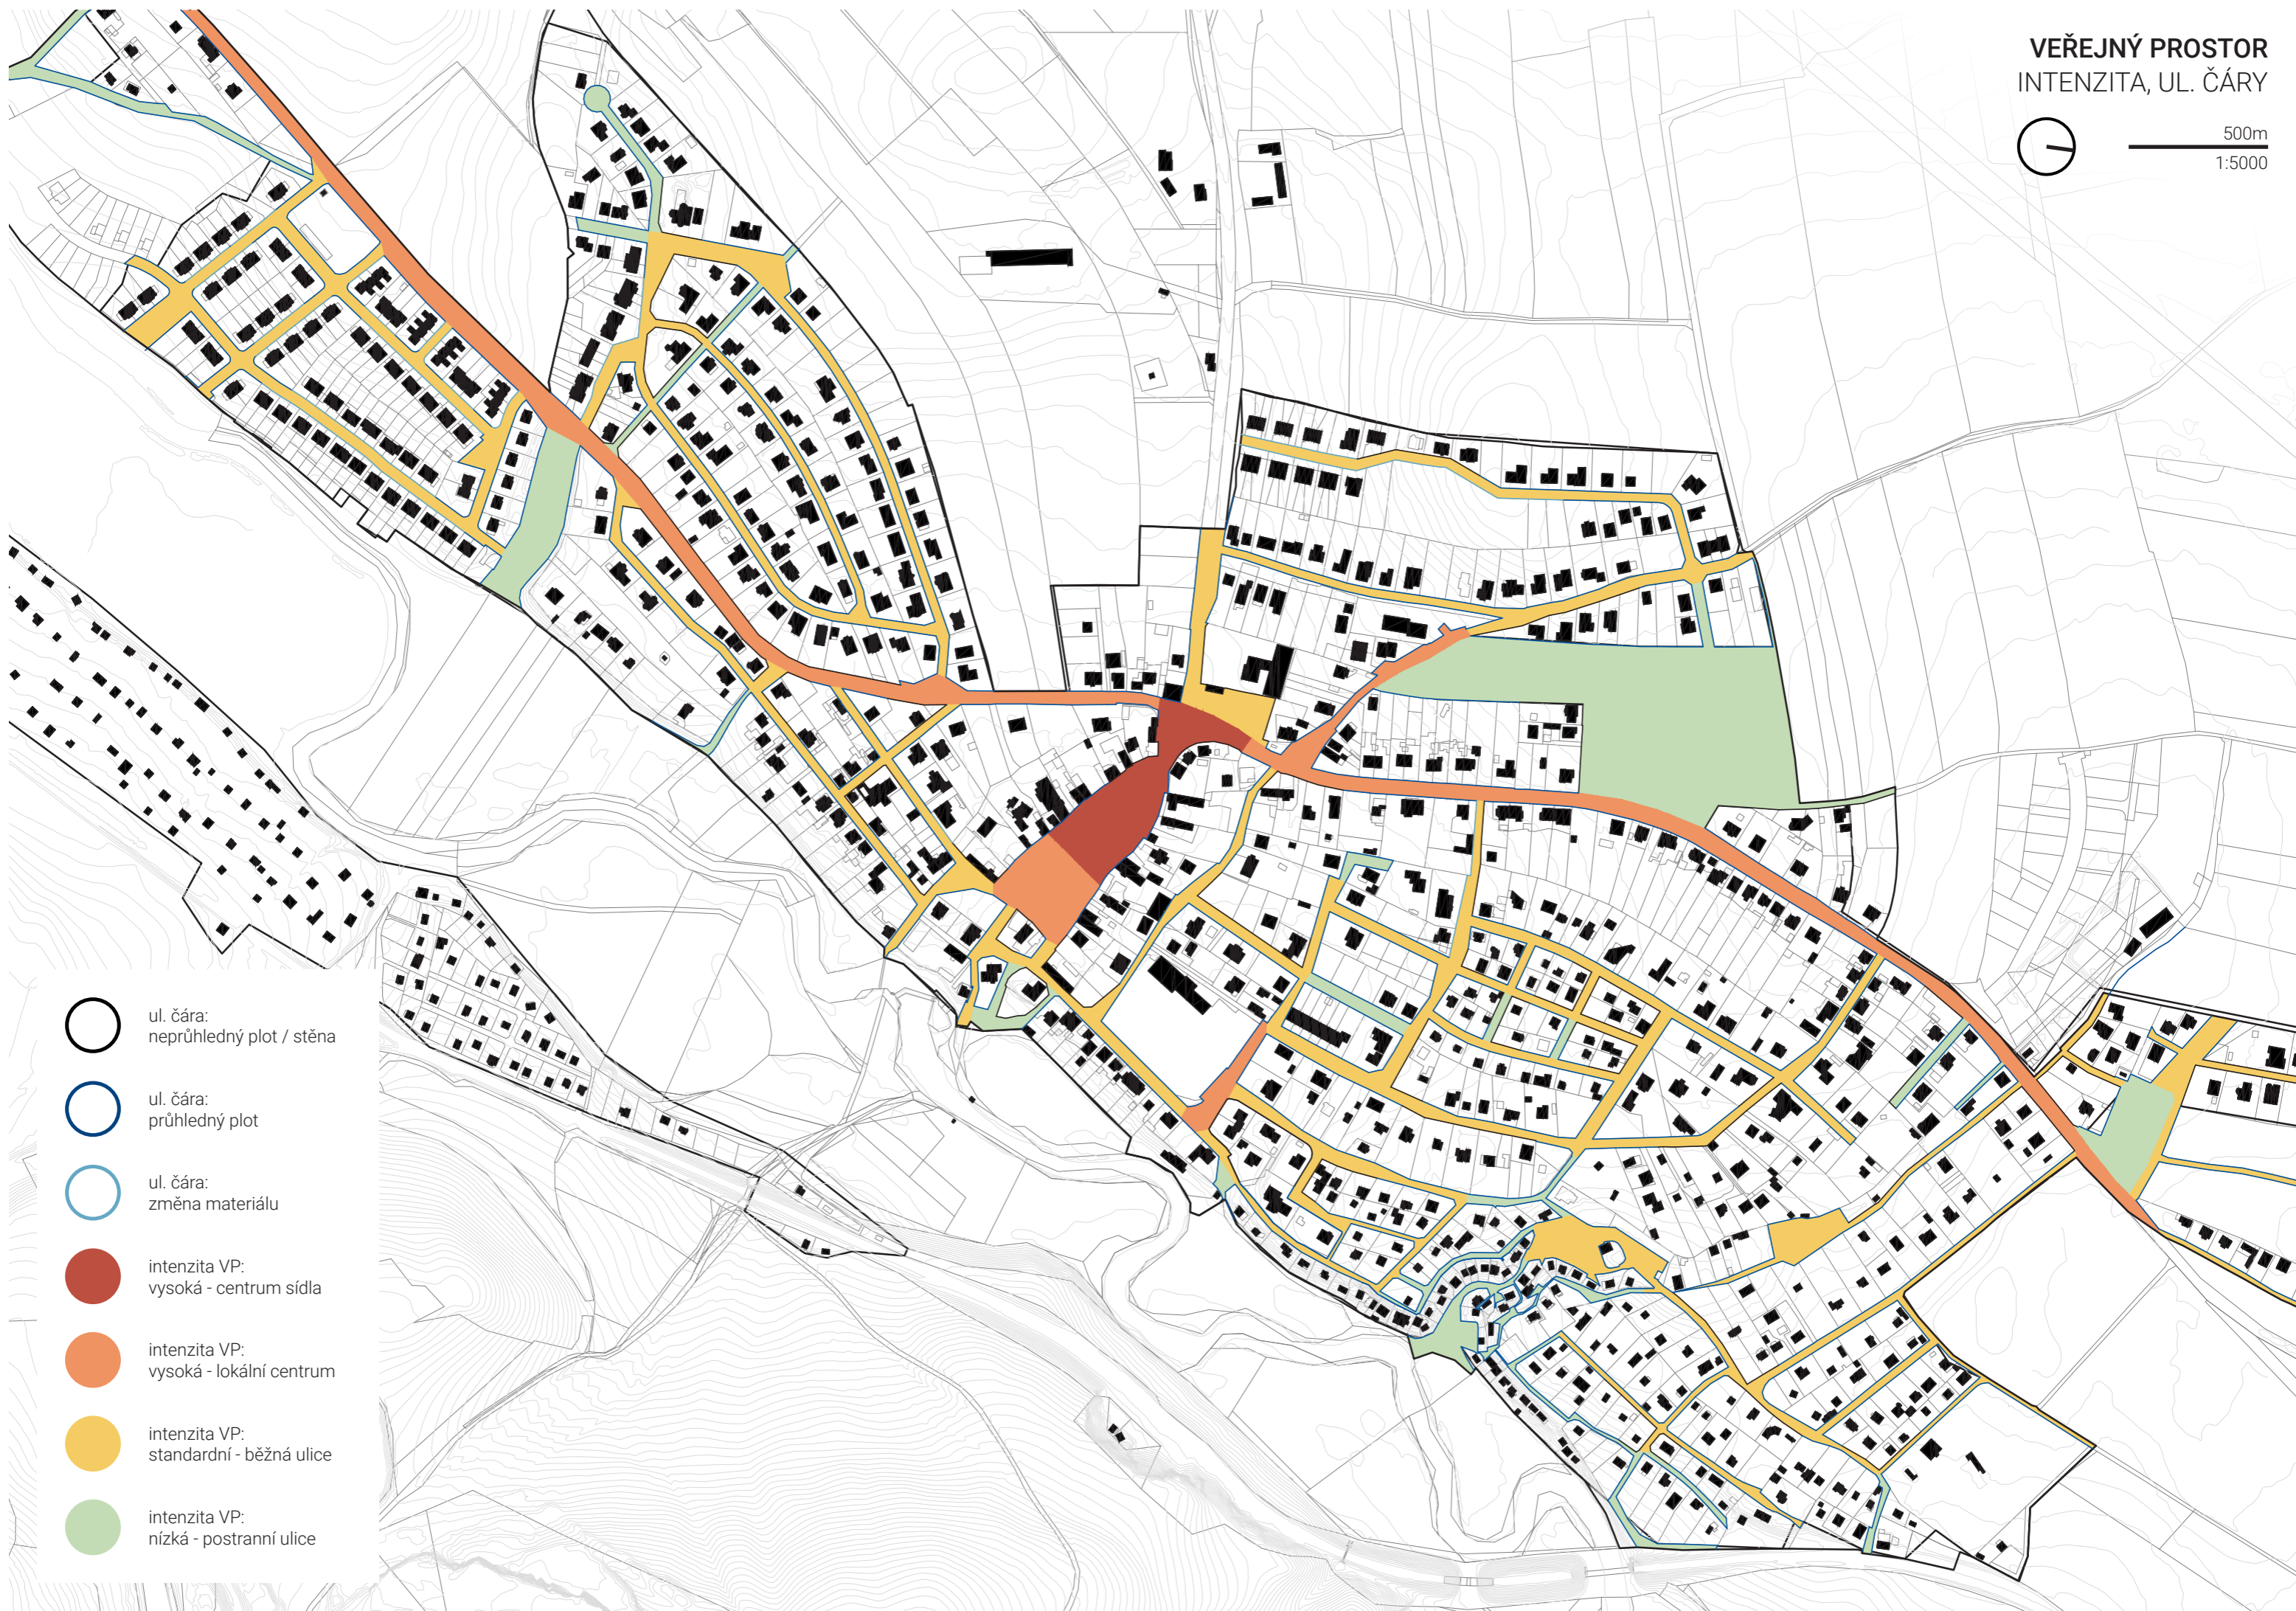 VEŘEJNÝ PROSTOR
INTENZITA, UL. ČÁRY
500m
1:5000
ul. čára:
neprůhledný plot / stěna
ul. čára:
průhledný plot
ul. čára:
změna materiálu
intenzita VP:
vysoká - centrum sídla
intenzita VP:
vysoká - lokální centrum
intenzita VP:
standardní - běžná ulice
intenzita VP:
nízká - postranní ulice